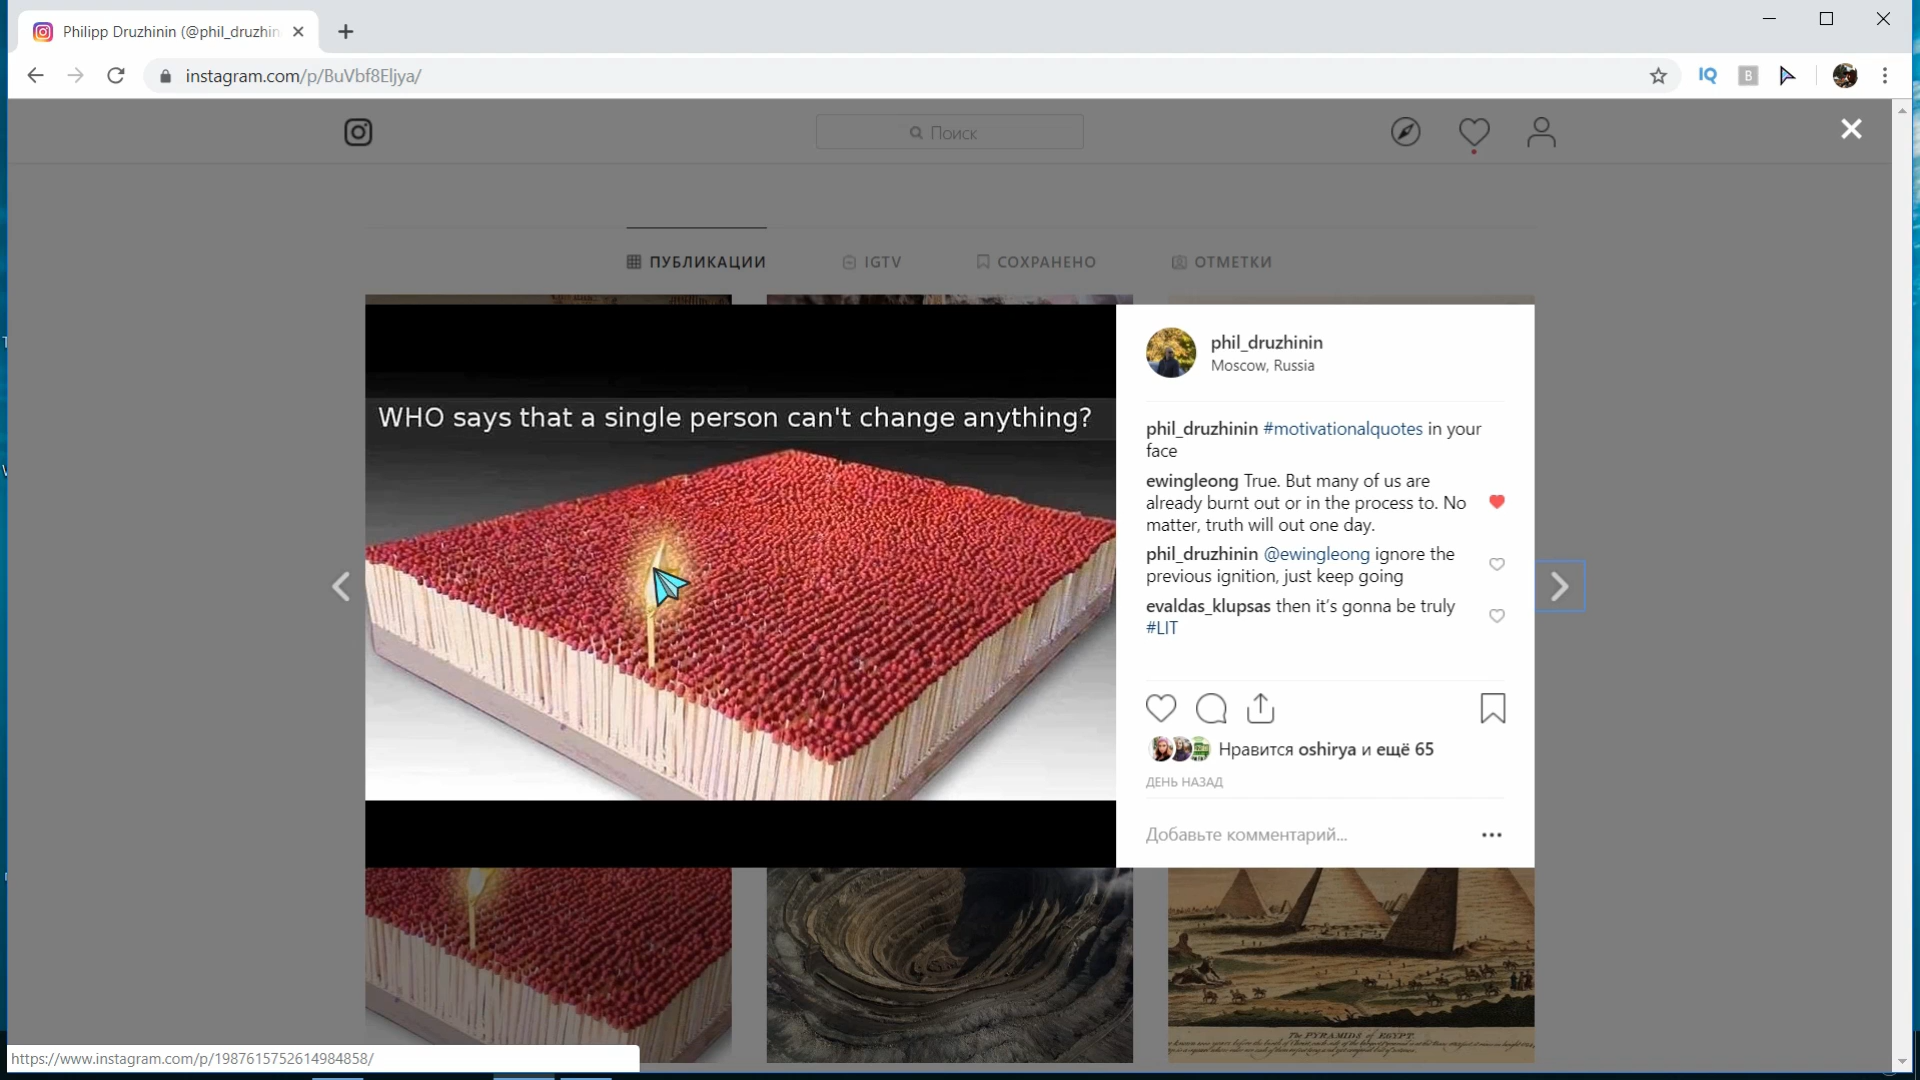 Philipp Druzhinin (@phil_druzhin
instagram.com/p/BuVbf8Eljya/
IQ
B
Поиск
ПУБЛИКАЦИИ
IGTV
СОХРАНЕНО
ОТМЕТКИ
WHO says that a single person can't change anything?
phil_druzhinin
Moscow, Russia
phil_druzhinin #motivationalquotes in your
face
ewingleong True. But many of us are
already burnt out or in the process to. No
matter, truth will out one day.
phil_druzhinin @ewingleong ignore the
previous ignition, just keep going
evaldas_klupsas then it's gonna be truly
#LIT
Нравится oshirya и ещё 65
ДЕНЬ НАЗАД
Добавьте комментарий...
The PYRAMIDS of EGYPT.
https://www.instagram.com/p/1987615752614984858/